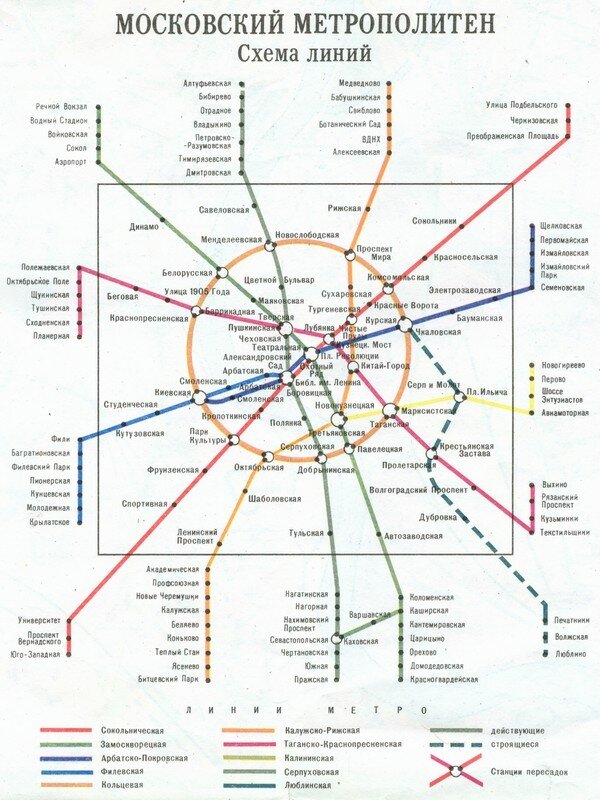 МОСКОВСКИЙ МЕТРОПОЛИТЕН
Схема линий
Речной Вокзал
Водный Стадион
Войковская
Сокол
Аэропорт
Алтуфьевская
Бибирево
Отрадное
Владыкино
Петровско-
-Разумовская
Тимирязевская
Дмитровская
Медведково
Бабушкинская
Свиблово
Ботанический Сад
ВДНХ
Алексеевская
Улица Подбельского
Черкизовская
Преображенская Площадь
Савеловская
Рижская
Сокольники
Динамо
Менделеевская
Новослободская
Проспект
Мира
Красносельская
Щелковская
Первомайская
Измайловская
Измайловский
Парк
Семеновская
Полежаевская
Октябрьское Поле
Щукинская
Тушинская
Сходненская
Планерная
Белорусская
Беговая
Улица 1905 Года
Баррикадная
Краснопресненская
Цветной Бульвар
Маяковская
Тверская
Пушкинская
Чеховская
Театральная
Александровский
Сад
Комсомольская
Сухаревская
Тургеневская
Красные Ворота
Лубянка
Чистые
Пруды
Кузнецк. Мост
Курская
Чкаловская
Электрозаводская
Бауманская
Пл. Революции
Охотный
Ряд
Китай-Город
Библ. им. Ленина
Боровицкая
Смоленская
Арбатская
Арбатская
Смоленская
Киевская
Студенческая
Кутузовская
Кропоткинская
Парк
Культуры
Полянка
Новокузнецкая
Третьяковская
Серпуховская
Октябрьская
Добрынинская
Павелецкая
Марксистская
Таганская
Серп и Молот
Пл. Ильича
Новогиреево
Перово
Шоссе
Энтузиастов
Авиамоторная
Фили
Багратионовская
Филевский Парк
Пионерская
Кунцевская
Молодежная
Крылатское
Фрунзенская
Спортивная
Шаболовская
Ленинский
Проспект
Тульская
Автозаводская
Крестьянская
Застава
Пролетарская
Волгоградский Проспект
Дубровка
Выхино
Рязанский
Проспект
Кузьминки
Текстильщики
Академическая
Профсоюзная
Новые Черемушки
Калужская
Беляево
Коньково
Теплый Стан
Ясенево
Битцевский Парк
Университет
Проспект
Вернадского
Юго-Западная
Нагатинская
Нагорная
Нахимовский
Проспект
Севастопольская
Чертановская
Южная
Пражская
Варшавская
Каховская
Коломенская
Каширская
Кантемировская
Царицыно
Орехово
Домодедовская
Красногвардейская
Печатники
Волжская
Люблино
ЛИНИИ МЕТРО
Сокольническая
Замоскворецкая
Арбатско-Покровская
Филевская
Кольцевая
Калужско-Рижская
Таганско-Краснопресненская
Калининская
Серпуховская
Люблинская
действующие
строящиеся
Станции пересадок